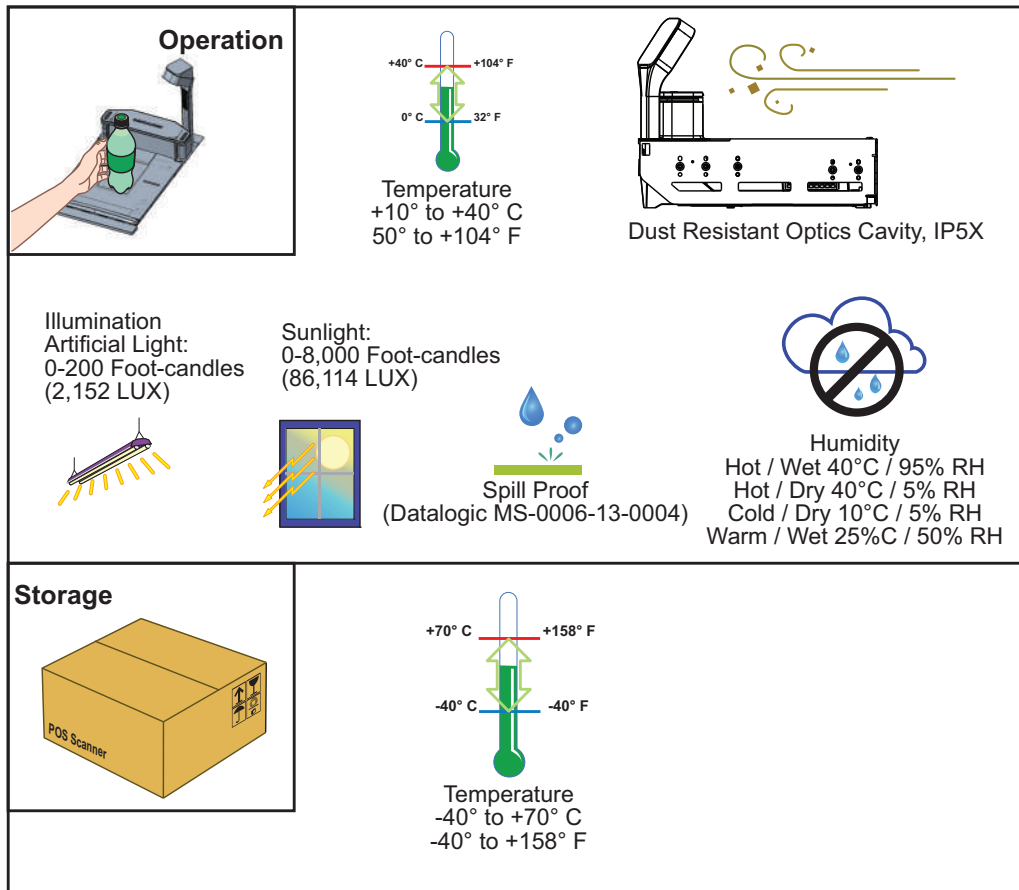 Operation
+40° C
+104° F
0° C
32° F
Temperature
+10° to +40° C
50° to +104° F
Dust Resistant Optics Cavity, IP5X
Illumination
Artificial Light:
0-200 Foot-candles
(2,152 LUX)
Sunlight:
0-8,000 Foot-candles
(86,114 LUX)
Spill Proof
(Datalogic MS-0006-13-0004)
Humidity
Hot / Wet 40°C / 95% RH
Hot / Dry 40°C / 5% RH
Cold / Dry 10°C / 5% RH
Warm / Wet 25%C / 50% RH
Storage
POS Scanner
+70° C
+158° F
-40° C
-40° F
Temperature
-40° to +70° C
-40° to +158° F